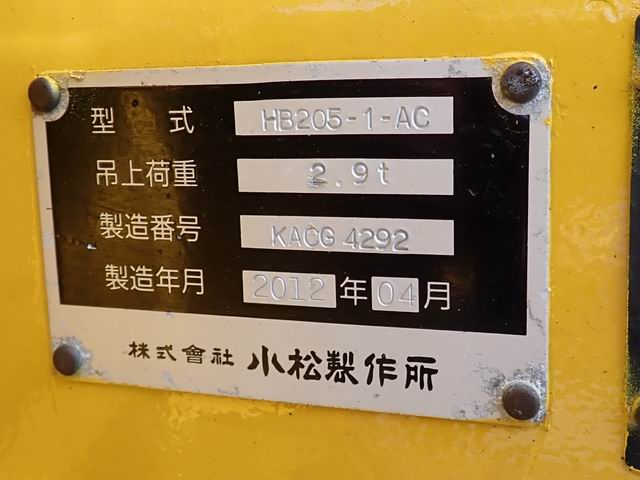 型 式 HB205-1-AC
吊上荷重 2.9t
製造番号 KACG 4292
製造年月 2012 年 04 月
株式會社 小松製作所